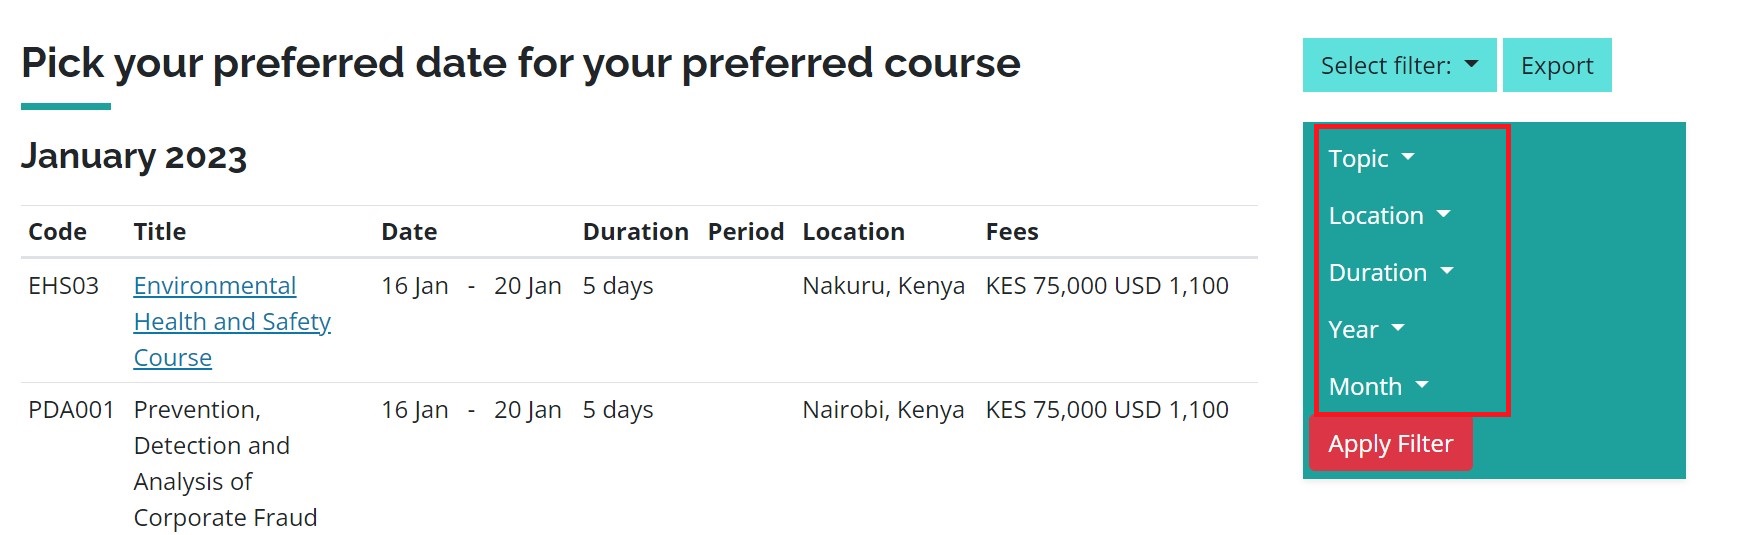 Pick your preferred date for your preferred course
Select filter: Export
January 2023
Code Title Date Duration Period Location Fees
EHS03 Environmental 16 Jan - 20 Jan 5 days Nakuru, Kenya KES 75,000 USD 1,100
Health and Safety
Course
PDA001 Prevention, 16 Jan - 20 Jan 5 days Nairobi, Kenya KES 75,000 USD 1,100
Detection and
Analysis of
Corporate Fraud
Topic
Location
Duration
Year
Month
Apply Filter